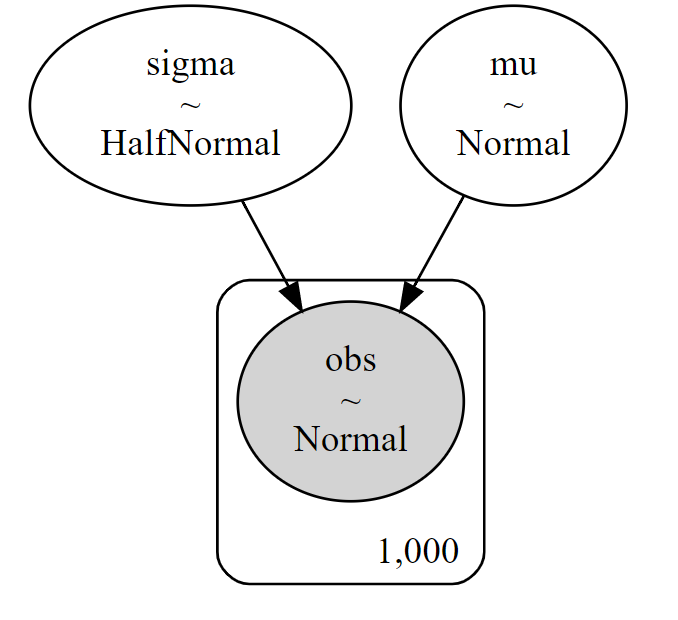 sigma
~
HalfNormal
mu
~
Normal
obs
~
Normal
1,000